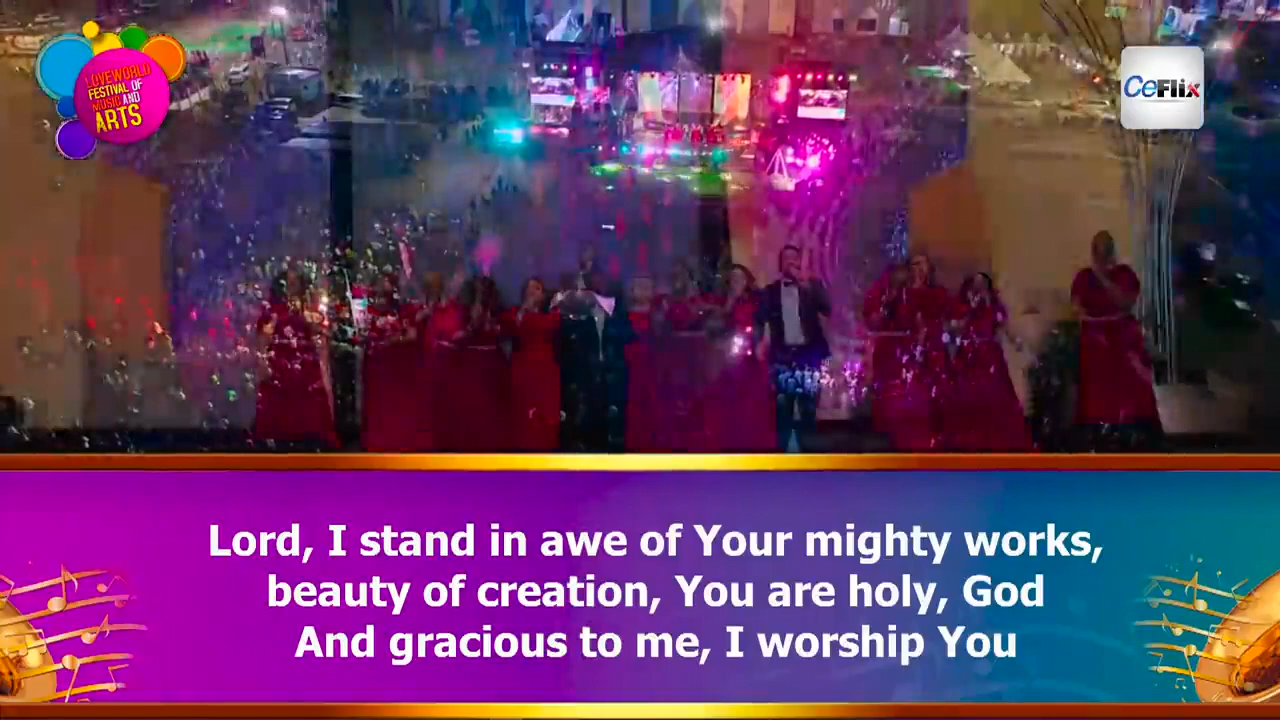 LOVEWORLD
FESTIVAL OF
MUSIC AND
ARTS
CeFlix
Lord, I stand in awe of Your mighty works,
beauty of creation, You are holy, God
And gracious to me, I worship You